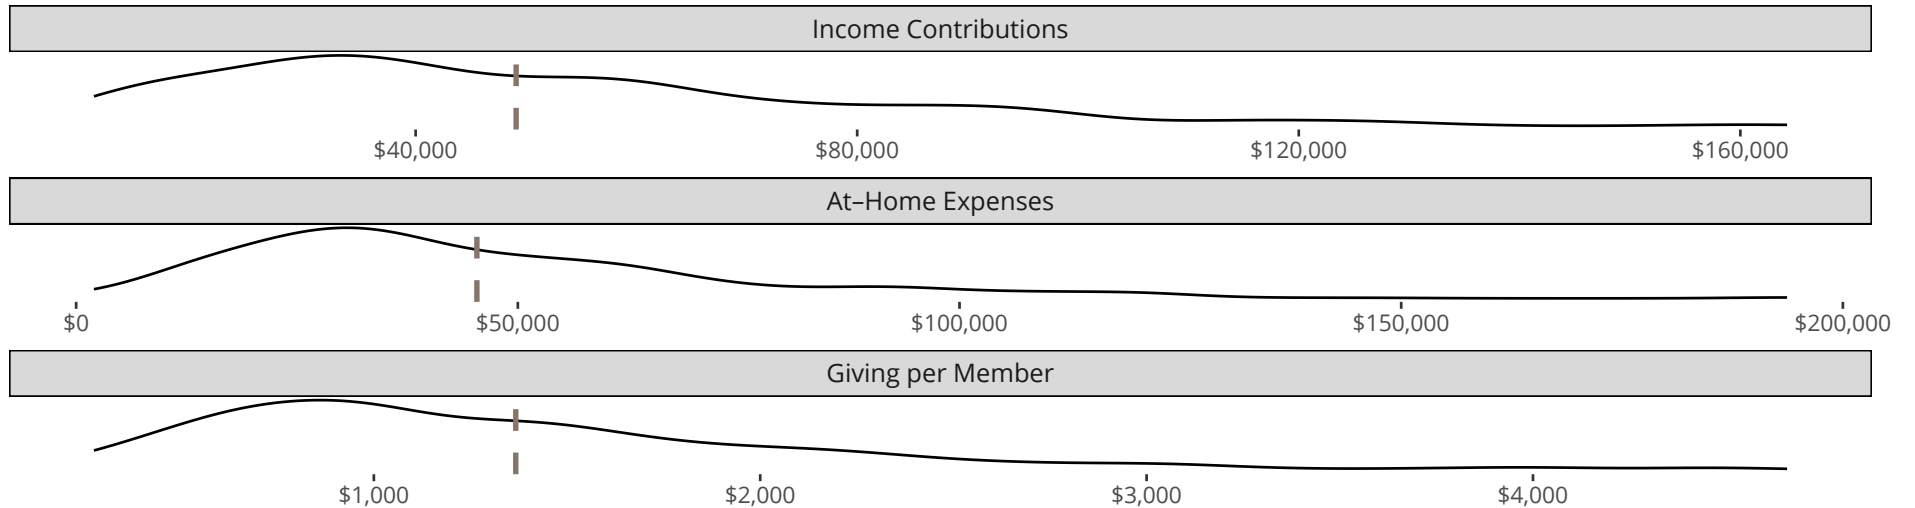 Income Contributions
$40,000 $80,000 $120,000 $160,000
At–Home Expenses
$0 $50,000 $100,000 $150,000 $200,000
Giving per Member
$1,000 $2,000 $3,000 $4,000